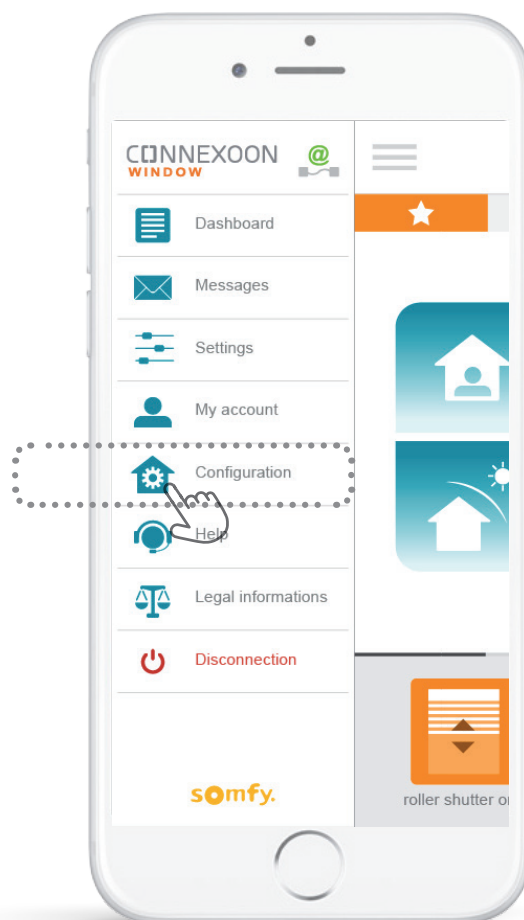 CONNEXOON
WINDOW
Dashboard
Messages
Settings
My account
Configuration
Help
Legal informations
Disconnection
somfy.
roller shutter